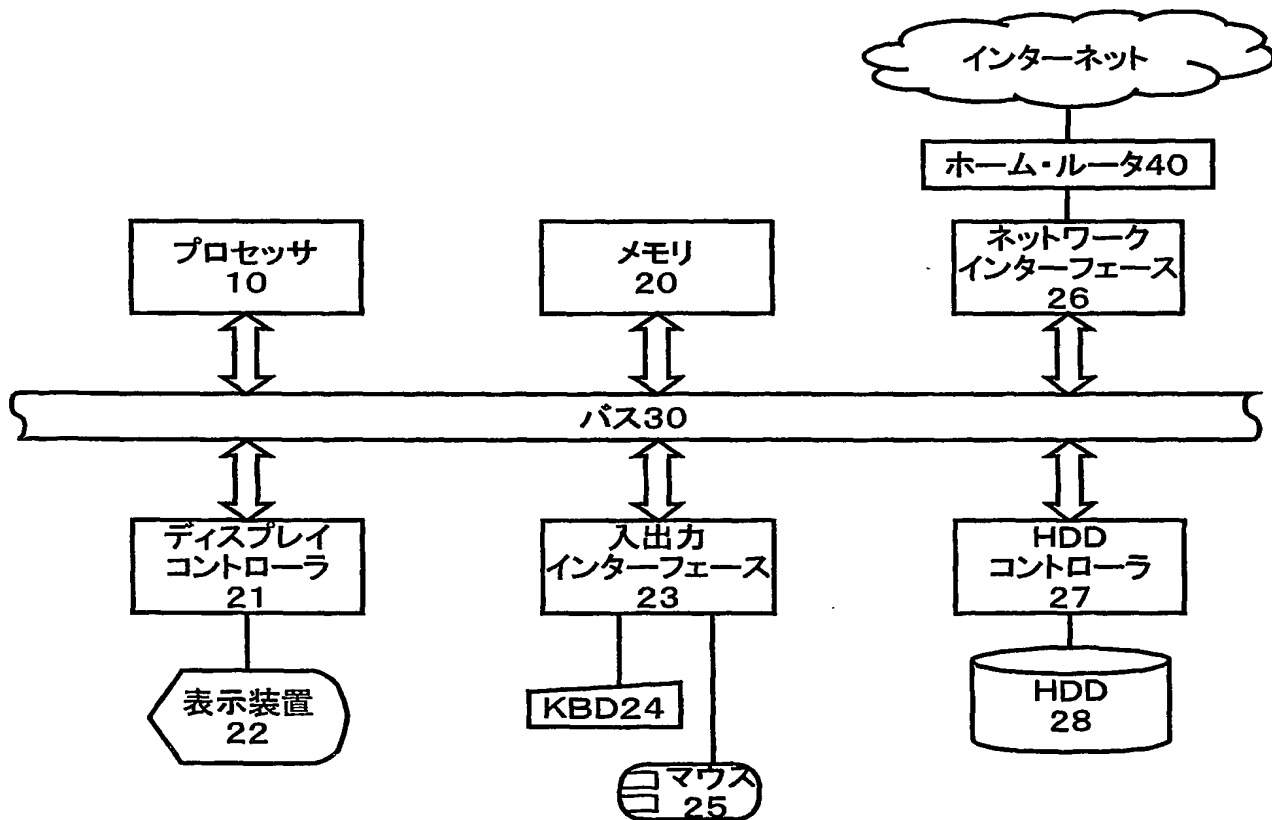 インターネット
ホーム・ルータ40
プロセッサ
10
メモリ
20
ネットワーク
インターフェース
26
バス30
ディスプレイ
コントローラ
21
入出力
インターフェース
23
HDD
コントローラ
27
表示装置
22
KBD24
マウス
25
HDD
28